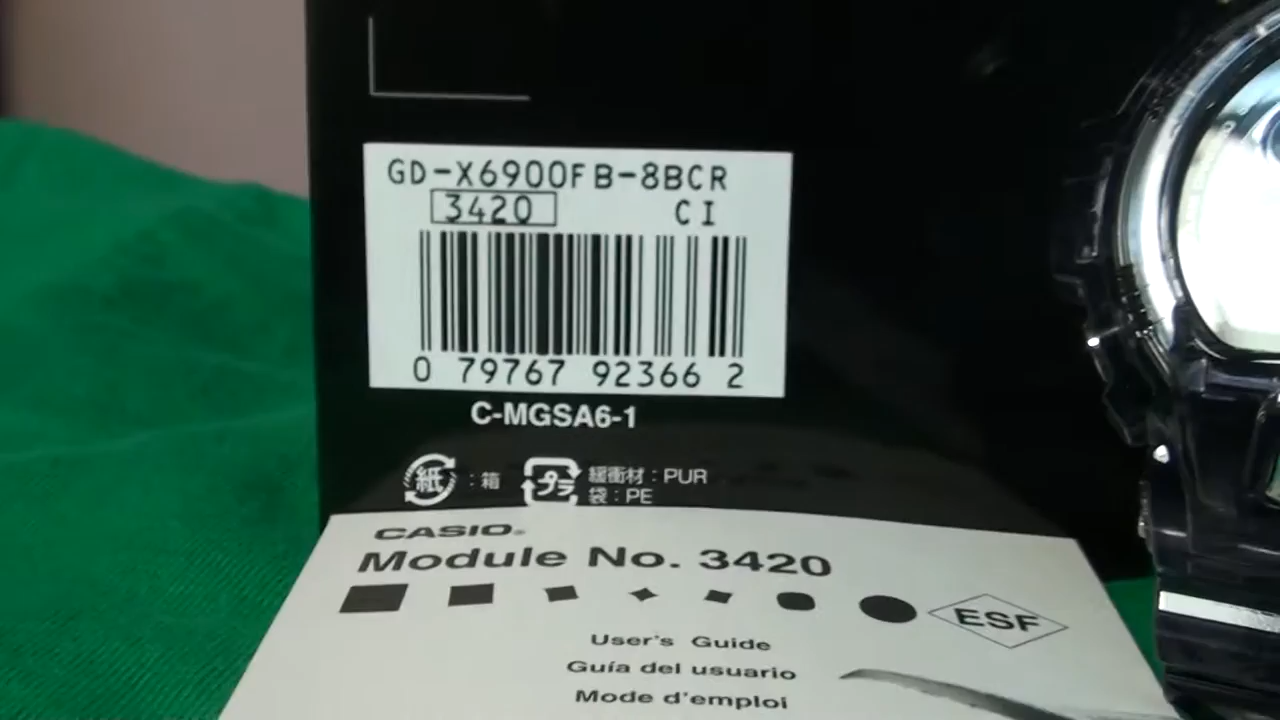 GD-X6900FB-8BCR
3420 CI
0 79767 92366 2
C-MGSA6-1
紙 : 箱
プラ 緩衝材 : PUR
袋 : PE
CASIO®
Module No. 3420
ESF
User's Guide
Guía del usuario
Mode d'emploi